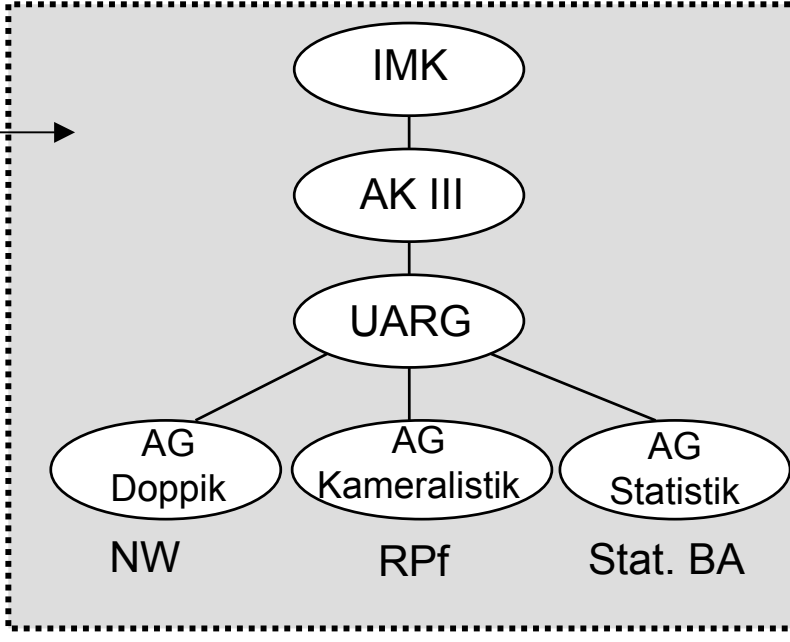 IMK
AK III
UARG
AG
Doppik
AG
Kameralistik
AG
Statistik
NW
RPf
Stat. BA